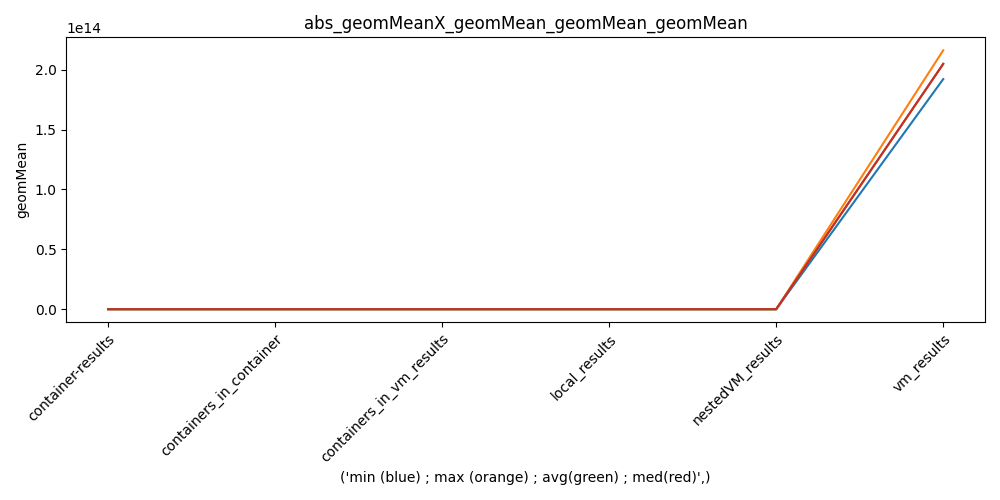 abs_geomMeanX_geomMean_geomMean_geomMean
1e14
2.0
1.5
1.0
0.5
0.0
geomMean
container-results
containers_in_container
containers_in_vm_results
local_results
nestedVM_results
vm_results
('min (blue) ; max (orange) ; avg(green) ; med(red)',)